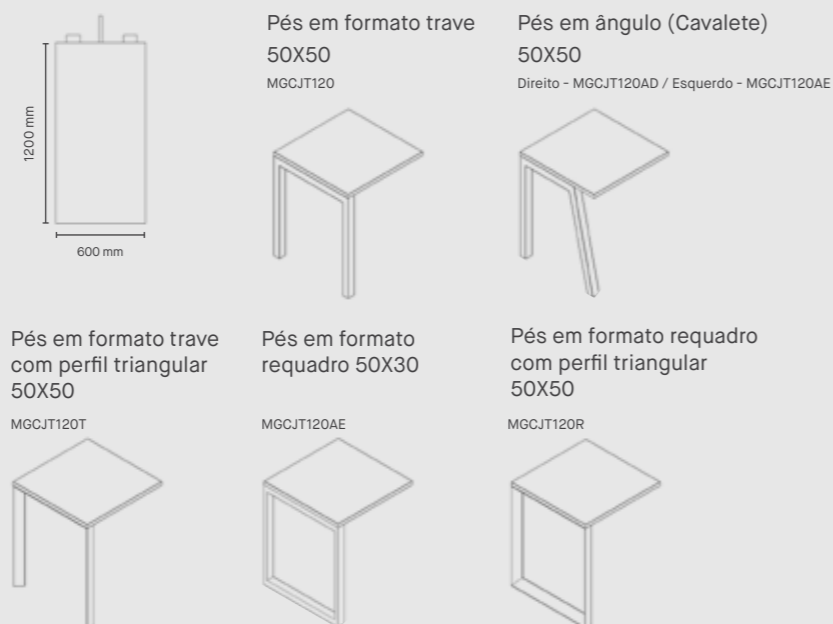 1200 mm
600 mm
Pés em formato trave
50X50
MGCJT120
Pés em ângulo (Cavalete)
50X50
Direito - MGCJT120AD / Esquerdo - MGCJT120AE
Pés em formato trave
com perfil triangular
50X50
MGCJT120T
Pés em formato
requadro 50X30
MGCJT120AE
Pés em formato requadro
com perfil triangular
50X50
MGCJT120R